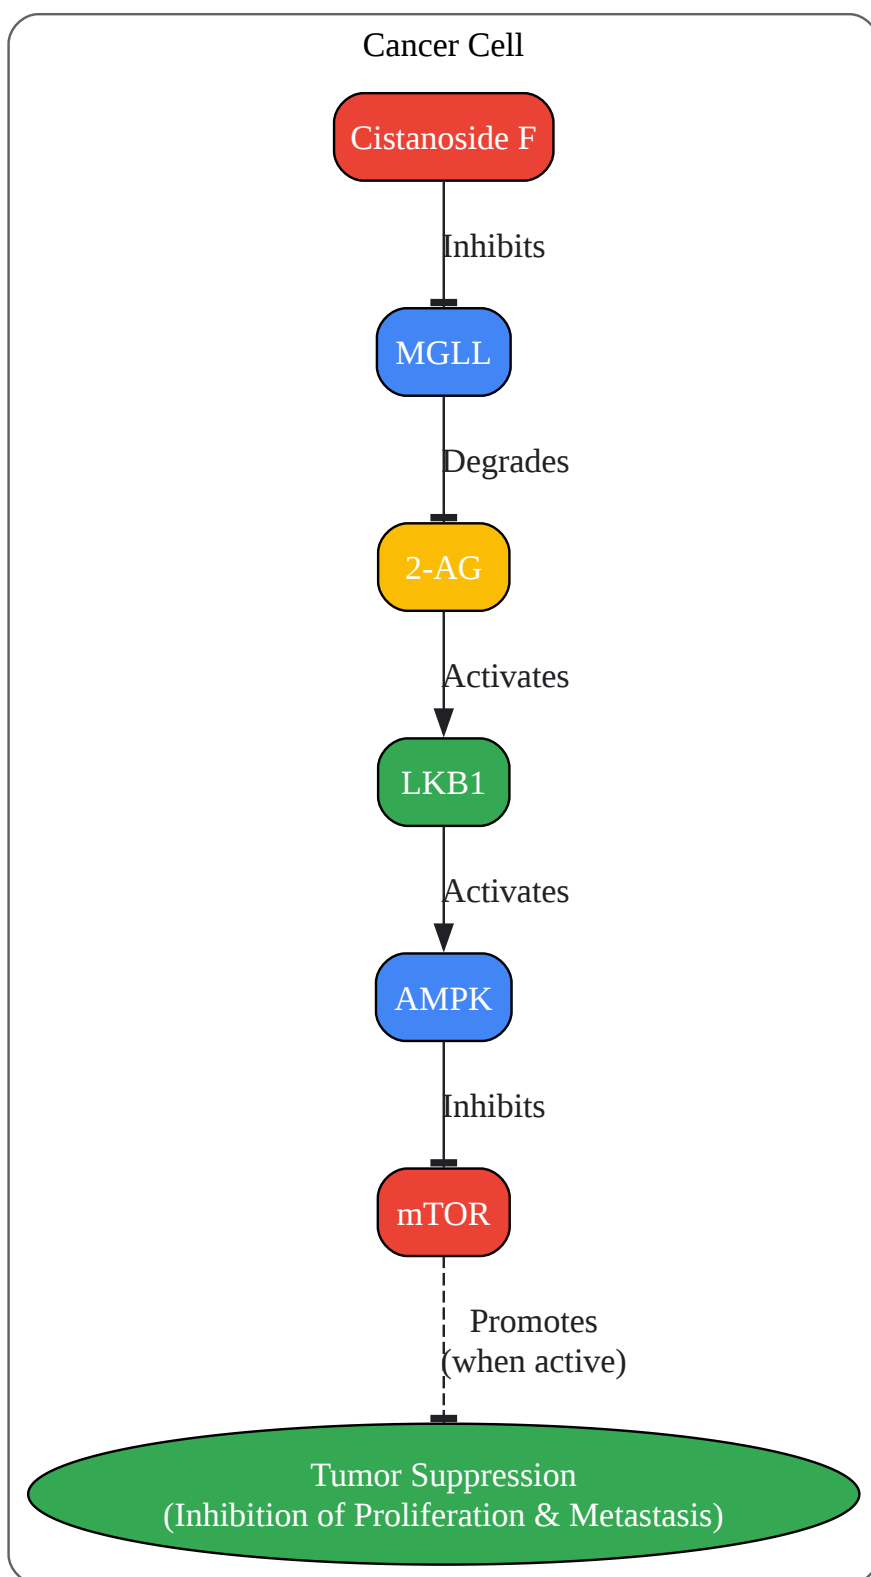 Cancer Cell
Cistanoside F
Inhibits
MGLL
Degrades
2-AG
Activates
LKB1
Activates
AMPK
Inhibits
mTOR
Promotes
(when active)
Tumor Suppression
(Inhibition of Proliferation & Metastasis)